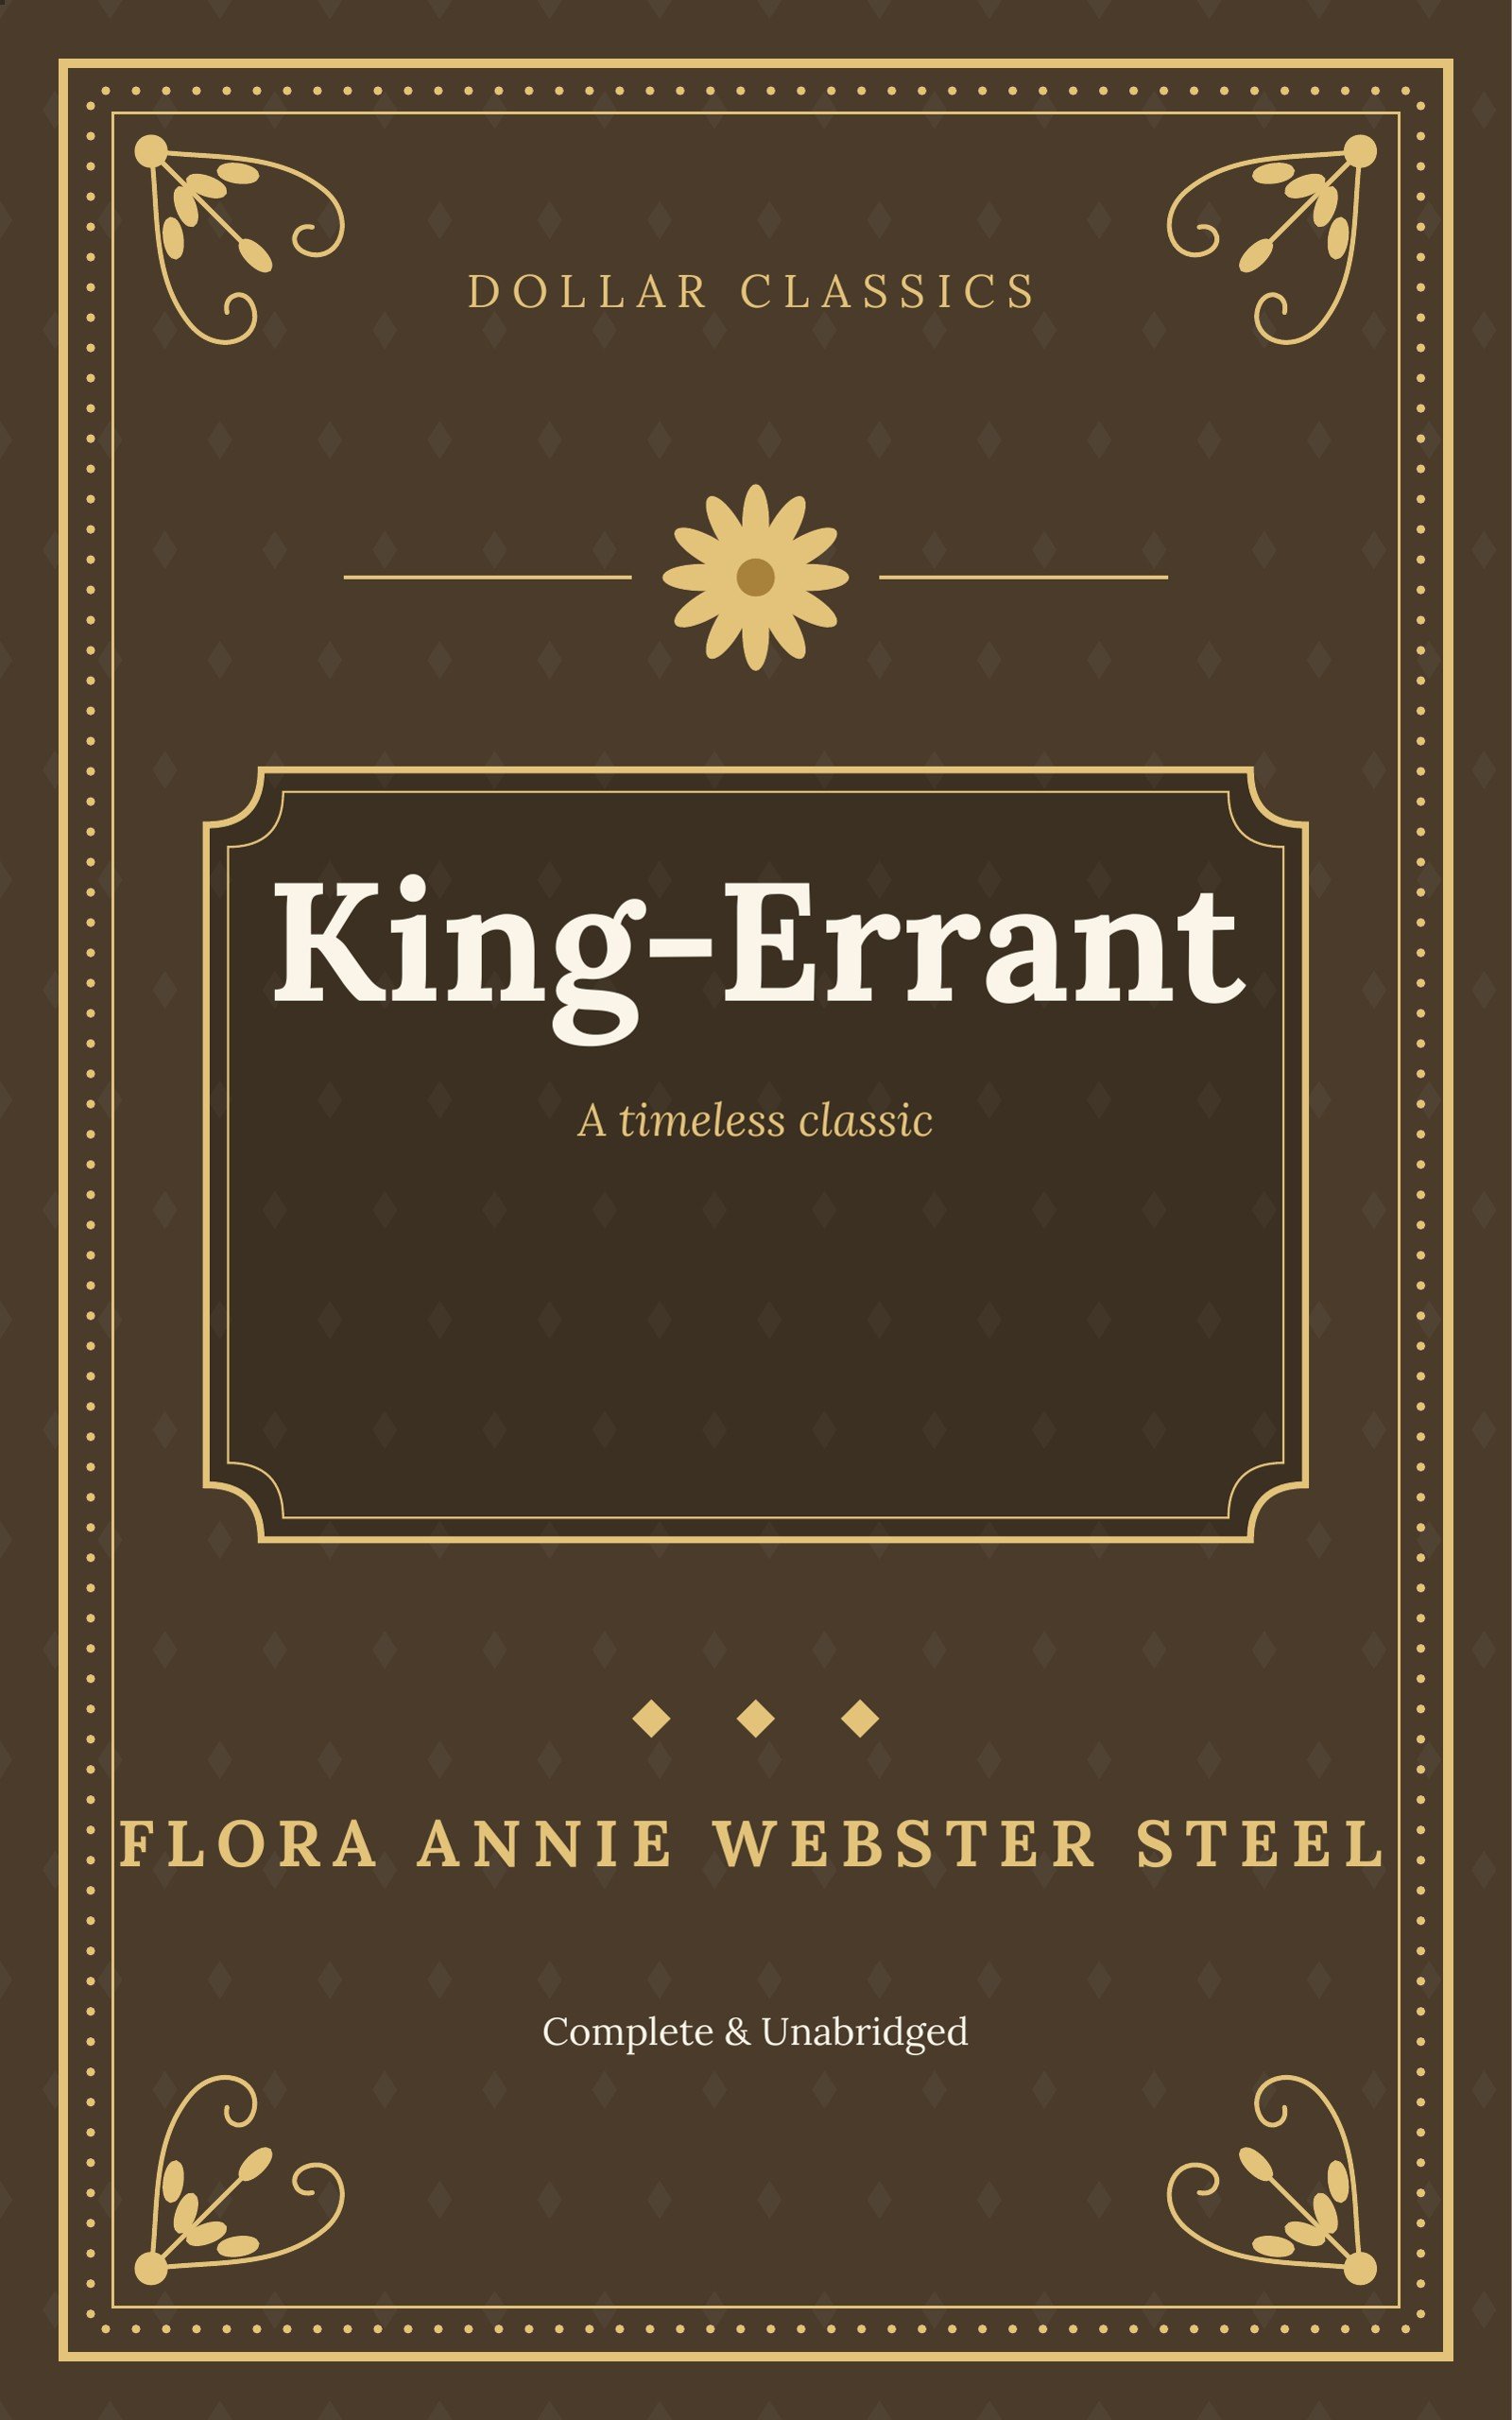 DOLLAR CLASSICS
King-Errant
A timeless classic
FLORA ANNIE WEBSTER STEEL
Complete & Unabridged